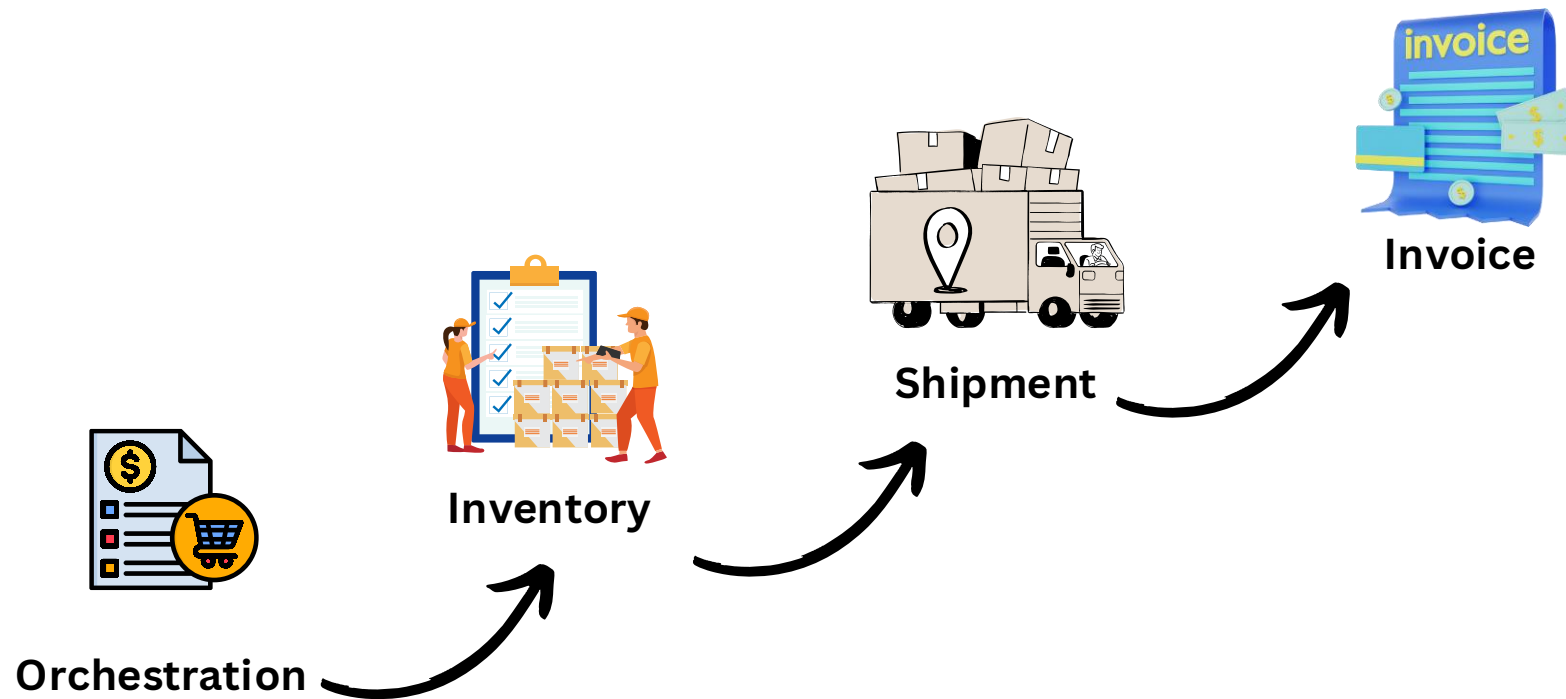 invoice
Invoice
Shipment
Inventory
Orchestration